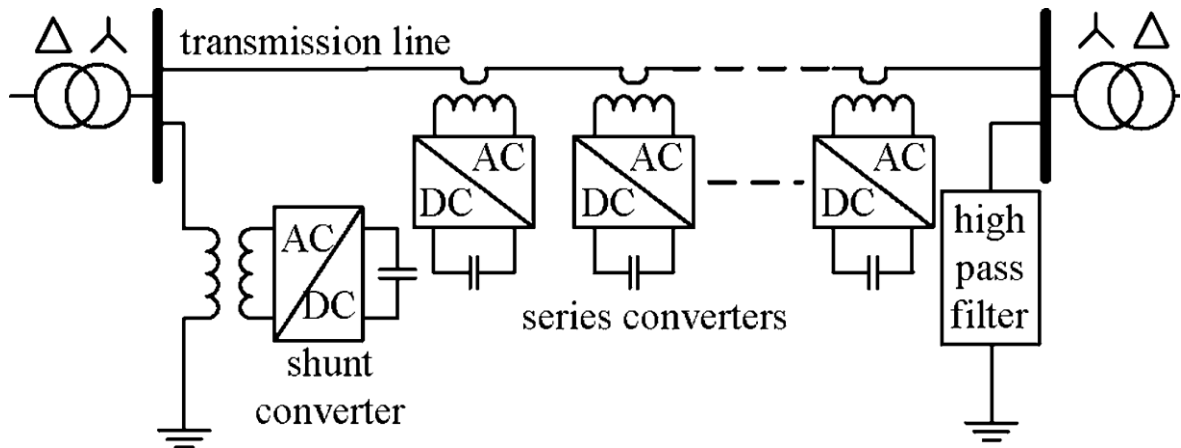 transmission line
AC
DC
AC
DC
AC
DC
AC
DC
series converters
shunt
converter
high
pass
filter